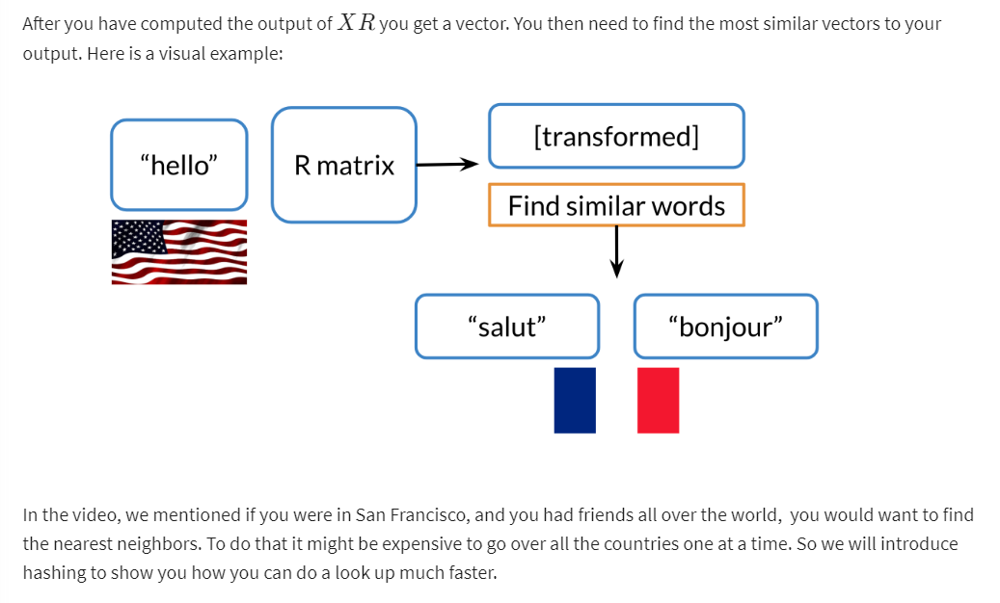 After you have computed the output of X R you get a vector. You then need to find the most similar vectors to your
output. Here is a visual example:
“hello”
R matrix
[transformed]
Find similar words
“salut”
“bonjour”
In the video, we mentioned if you were in San Francisco, and you had friends all over the world,  you would want to find
the nearest neighbors. To do that it might be expensive to go over all the countries one at a time. So we will introduce
hashing to show you how you can do a look up much faster.